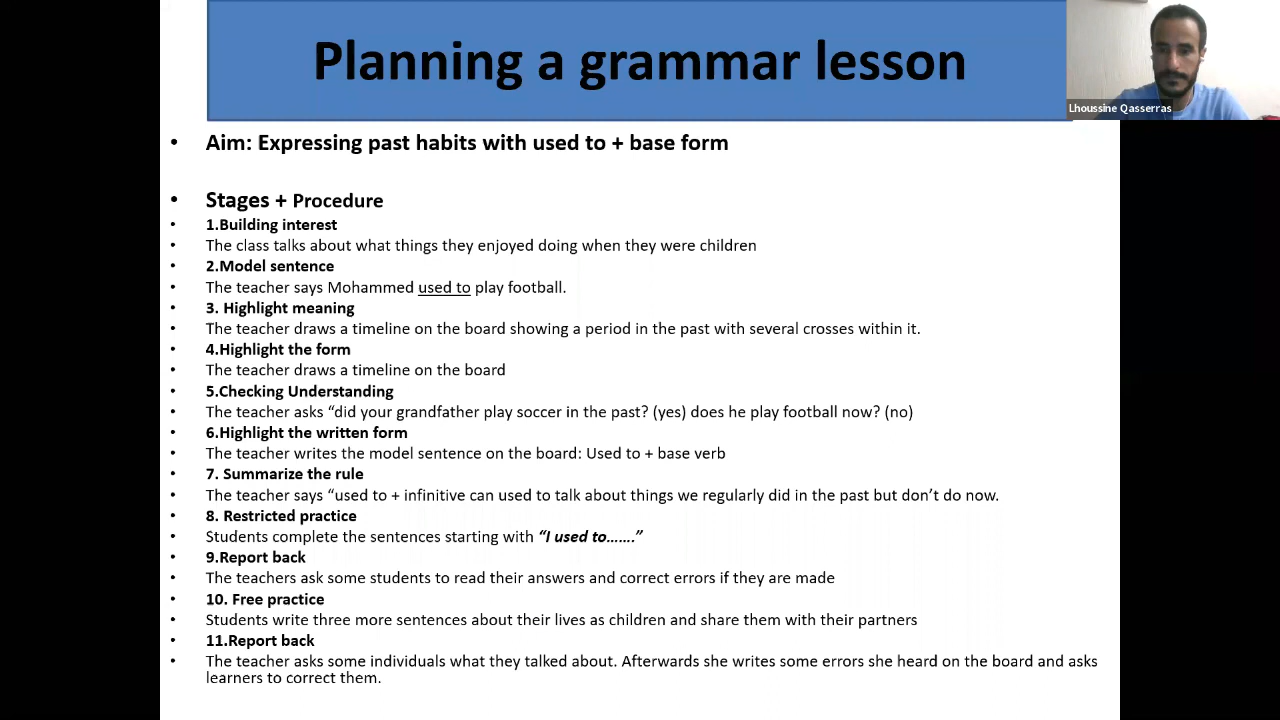 Planning a grammar lesson
Lhoussine Qasserras
• Aim: Expressing past habits with used to + base form
• Stages + Procedure
• 1.Building interest
• The class talks about what things they enjoyed doing when they were children
• 2.Model sentence
• The teacher says Mohammed used to play football.
• 3. Highlight meaning
• The teacher draws a timeline on the board showing a period in the past with several crosses within it.
• 4.Highlight the form
• The teacher draws a timeline on the board
• 5.Checking Understanding
• The teacher asks “did your grandfather play soccer in the past? (yes) does he play football now? (no)
• 6.Highlight the written form
• The teacher writes the model sentence on the board: Used to + base verb
• 7. Summarize the rule
• The teacher says “used to + infinitive can used to talk about things we regularly did in the past but don’t do now.
• 8. Restricted practice
• Students complete the sentences starting with “I used to…….”
• 9.Report back
• The teachers ask some students to read their answers and correct errors if they are made
• 10. Free practice
• Students write three more sentences about their lives as children and share them with their partners
• 11.Report back
• The teacher asks some individuals what they talked about. Afterwards she writes some errors she heard on the board and asks
learners to correct them.